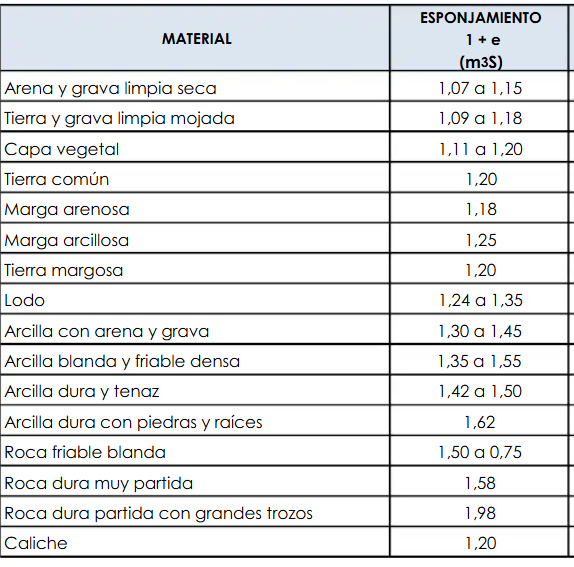 MATERIAL
ESPONJAMIENTO
1 + e
(m3S)
Arena y grava limpia seca 1,07 a 1,15
Tierra y grava limpia mojada 1,09 a 1,18
Capa vegetal 1,11 a 1,20
Tierra común 1,20
Marga arenosa 1,18
Marga arcillosa 1,25
Tierra margosa 1,20
Lodo 1,24 a 1,35
Arcilla con arena y grava 1,30 a 1,45
Arcilla blanda y friable densa 1,35 a 1,55
Arcilla dura y tenaz 1,42 a 1,50
Arcilla dura con piedras y raíces 1,62
Roca friable blanda 1,50 a 0,75
Roca dura muy partida 1,58
Roca dura partida con grandes trozos 1,98
Caliche 1,20